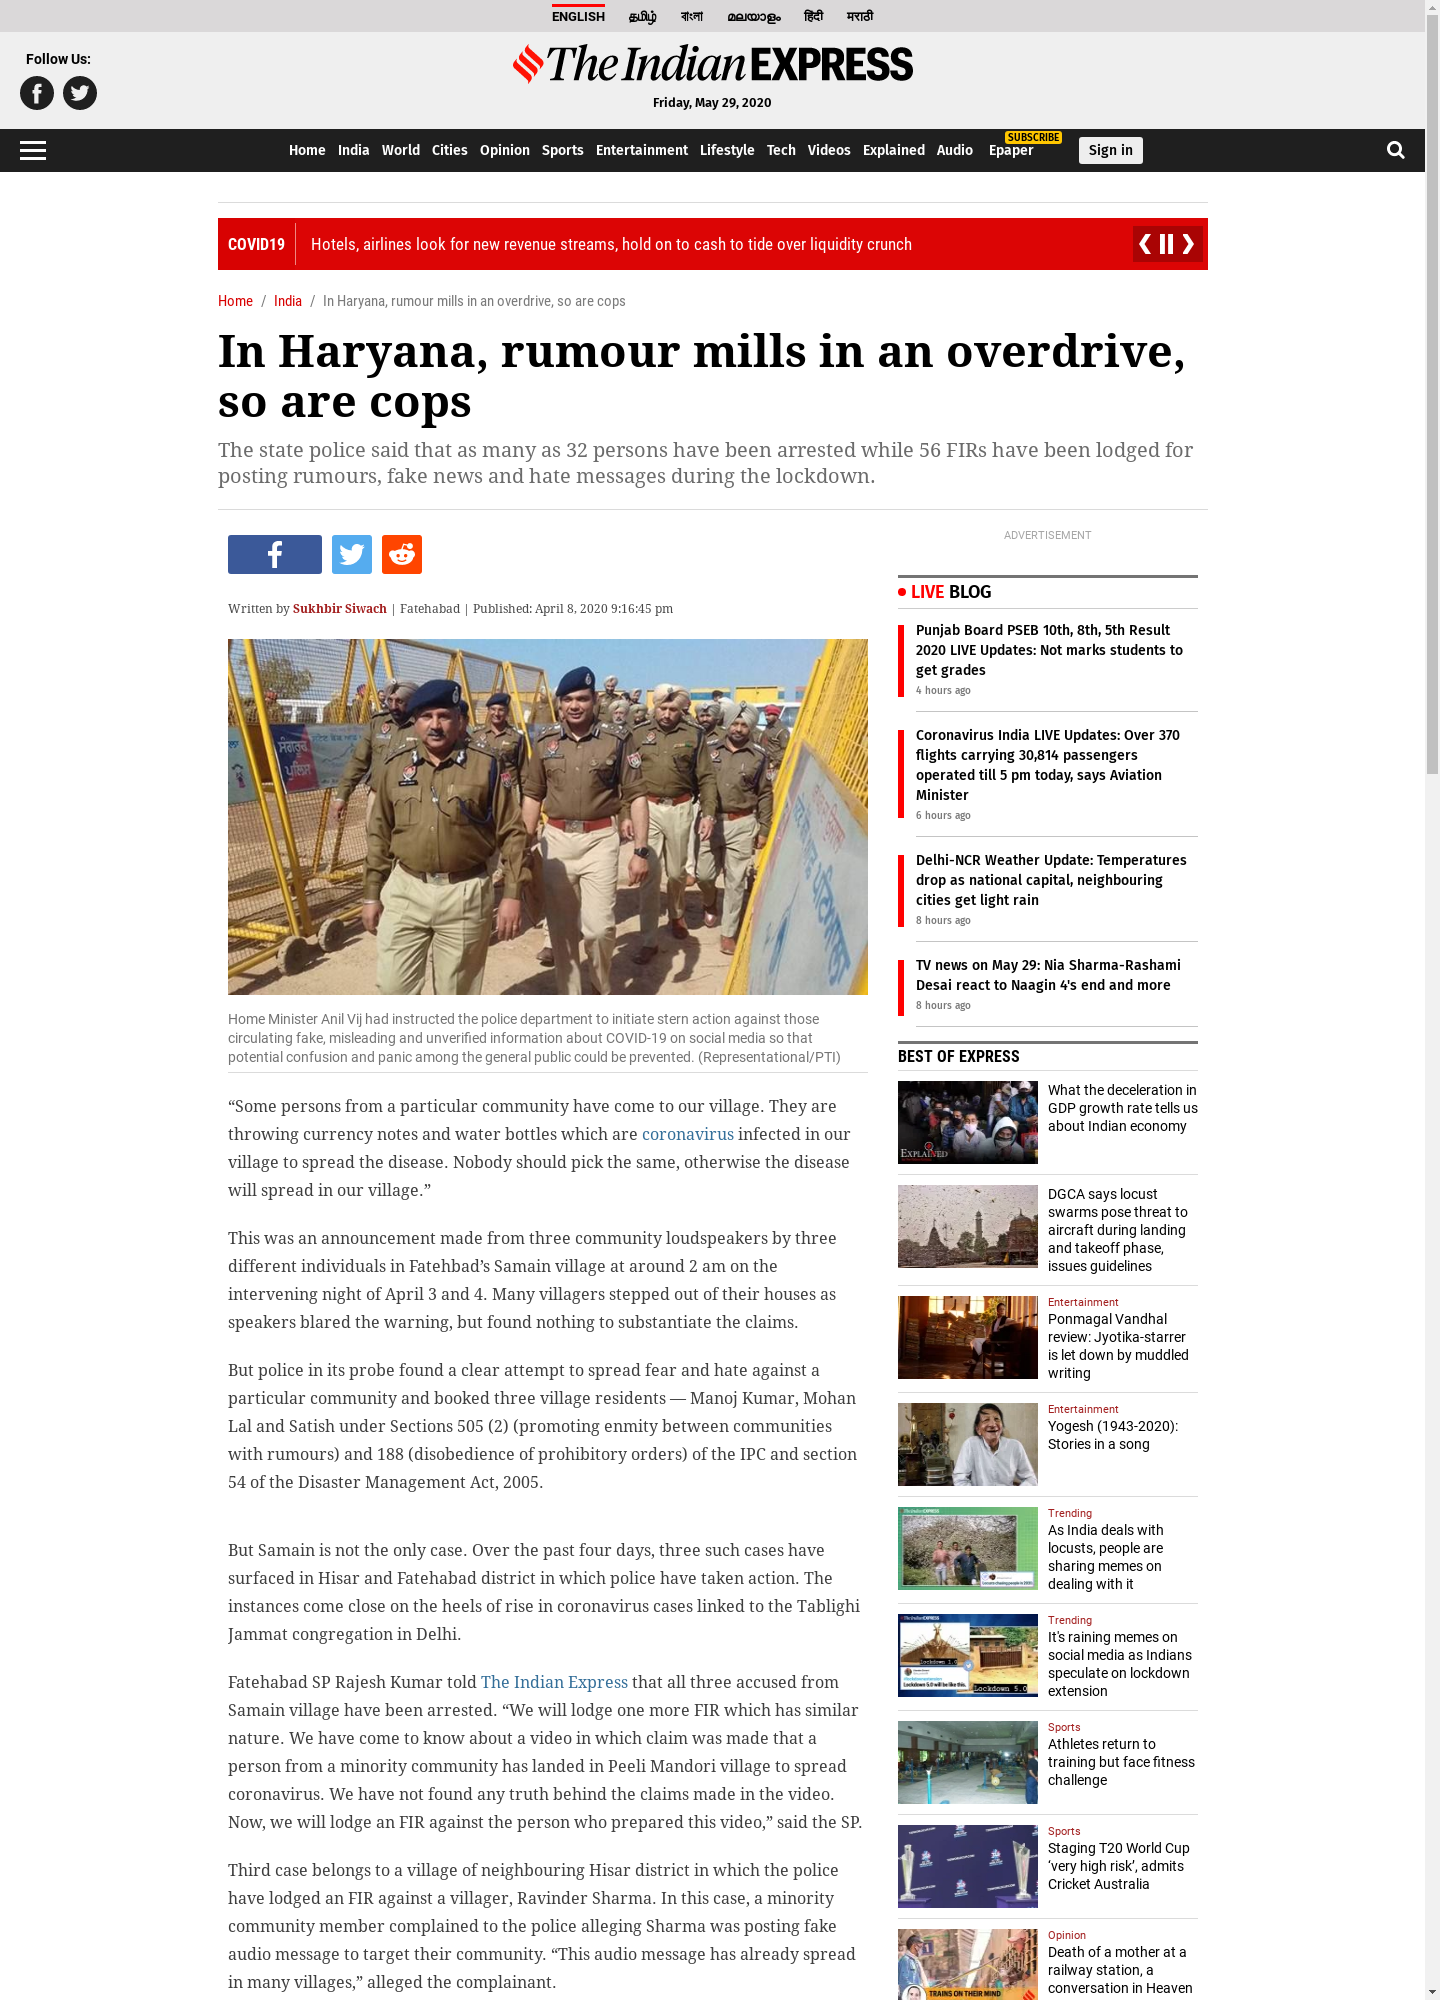 ENGLISH தமிழ் বাংলা മലയാളം हिंदी मराठी
Follow Us:
The Indian EXPRESS
Friday, May 29, 2020
Home India World Cities Opinion Sports Entertainment Lifestyle Tech Videos Explained Audio Epaper SUBSCRIBE Sign in
COVID19 Hotels, airlines look for new revenue streams, hold on to cash to tide over liquidity crunch
Home / India / In Haryana, rumour mills in an overdrive, so are cops
In Haryana, rumour mills in an overdrive,
so are cops
The state police said that as many as 32 persons have been arrested while 56 FIRs have been lodged for
posting rumours, fake news and hate messages during the lockdown.
Written by Sukhbir Siwach | Fatehabad | Published: April 8, 2020 9:16:45 pm
ਸੰਗਰੂਰ
ਪੁਲਿਸ
Home Minister Anil Vij had instructed the police department to initiate stern action against those
circulating fake, misleading and unverified information about COVID-19 on social media so that
potential confusion and panic among the general public could be prevented. (Representational/PTI)
“Some persons from a particular community have come to our village. They are
throwing currency notes and water bottles which are coronavirus infected in our
village to spread the disease. Nobody should pick the same, otherwise the disease
will spread in our village.”
This was an announcement made from three community loudspeakers by three
different individuals in Fatehbad’s Samain village at around 2 am on the
intervening night of April 3 and 4. Many villagers stepped out of their houses as
speakers blared the warning, but found nothing to substantiate the claims.
But police in its probe found a clear attempt to spread fear and hate against a
particular community and booked three village residents — Manoj Kumar, Mohan
Lal and Satish under Sections 505 (2) (promoting enmity between communities
with rumours) and 188 (disobedience of prohibitory orders) of the IPC and section
54 of the Disaster Management Act, 2005.
But Samain is not the only case. Over the past four days, three such cases have
surfaced in Hisar and Fatehabad district in which police have taken action. The
instances come close on the heels of rise in coronavirus cases linked to the Tablighi
Jammat congregation in Delhi.
Fatehabad SP Rajesh Kumar told The Indian Express that all three accused from
Samain village have been arrested. “We will lodge one more FIR which has similar
nature. We have come to know about a video in which claim was made that a
person from a minority community has landed in Peeli Mandori village to spread
coronavirus. We have not found any truth behind the claims made in the video.
Now, we will lodge an FIR against the person who prepared this video,” said the SP.
Third case belongs to a village of neighbouring Hisar district in which the police
have lodged an FIR against a villager, Ravinder Sharma. In this case, a minority
community member complained to the police alleging Sharma was posting fake
audio message to target their community. “This audio message has already spread
in many villages,” alleged the complainant.
ADVERTISEMENT
LIVE BLOG
Punjab Board PSEB 10th, 8th, 5th Result
2020 LIVE Updates: Not marks students to
get grades
4 hours ago
Coronavirus India LIVE Updates: Over 370
flights carrying 30,814 passengers
operated till 5 pm today, says Aviation
Minister
6 hours ago
Delhi-NCR Weather Update: Temperatures
drop as national capital, neighbouring
cities get light rain
8 hours ago
TV news on May 29: Nia Sharma-Rashami
Desai react to Naagin 4's end and more
8 hours ago
BEST OF EXPRESS
EXPLAINED
What the deceleration in
GDP growth rate tells us
about Indian economy
DGCA says locust
swarms pose threat to
aircraft during landing
and takeoff phase,
issues guidelines
Entertainment
Ponmagal Vandhal
review: Jyotika-starrer
is let down by muddled
writing
Entertainment
Yogesh (1943-2020):
Stories in a song
Trending
As India deals with
locusts, people are
sharing memes on
dealing with it
Trending
It's raining memes on
social media as Indians
speculate on lockdown
extension
Lockdown 1.0
Lockdown 5.0 will be like this.
Lockdown 5.0
Sports
Athletes return to
training but face fitness
challenge
Sports
Staging T20 World Cup
‘very high risk’, admits
Cricket Australia
Opinion
Death of a mother at a
railway station, a
conversation in Heaven
1
TRAINS ON THEIR MIND